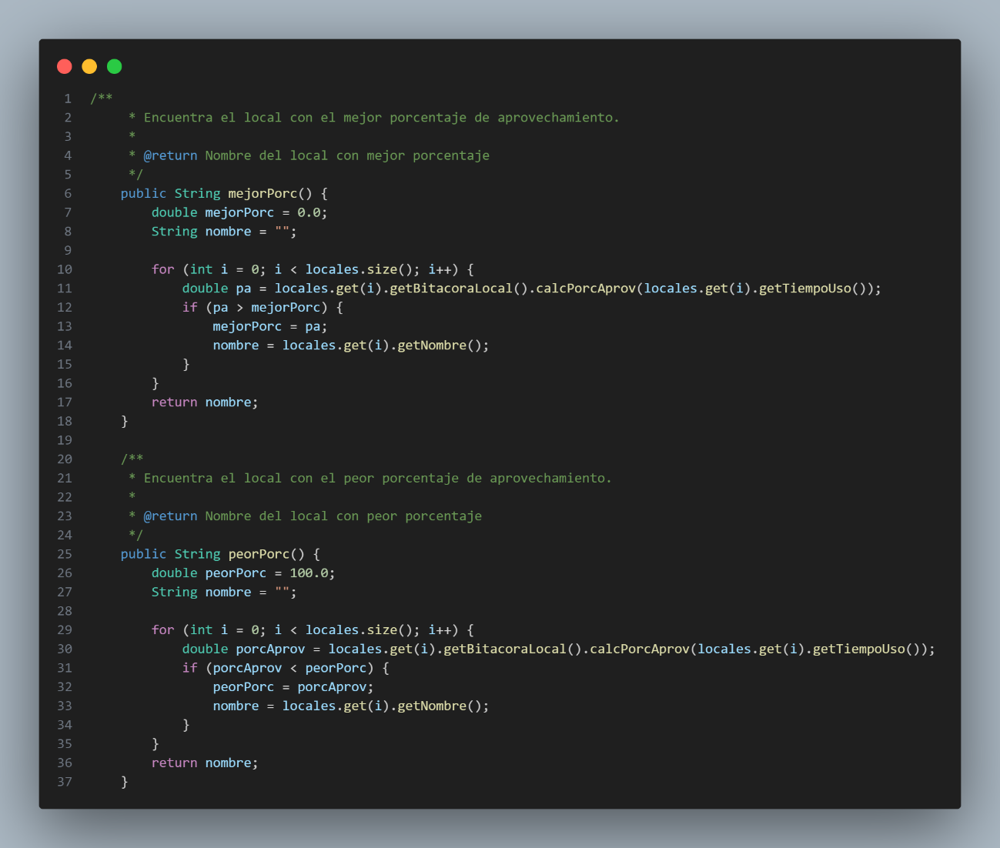 1 /**
2 * Encuentra el local con el mejor porcentaje de aprovechamiento.
3 *
4 * @return Nombre del local con mejor porcentaje
5 */
6 public String mejorPorc() {
7 double mejorPorc = 0.0;
8 String nombre = "";
9
10 for (int i = 0; i < locales.size(); i++) {
11 double pa = locales.get(i).getBitacoraLocal().calcPorcAprov(locales.get(i).getTiempoUso());
12 if (pa > mejorPorc) {
13 mejorPorc = pa;
14 nombre = locales.get(i).getNombre();
15 }
16 }
17 return nombre;
18 }
19
20 /**
21 * Encuentra el local con el peor porcentaje de aprovechamiento.
22 *
23 * @return Nombre del local con peor porcentaje
24 */
25 public String peorPorc() {
26 double peorPorc = 100.0;
27 String nombre = "";
28
29 for (int i = 0; i < locales.size(); i++) {
30 double porcAprov = locales.get(i).getBitacoraLocal().calcPorcAprov(locales.get(i).getTiempoUso());
31 if (porcAprov < peorPorc) {
32 peorPorc = porcAprov;
33 nombre = locales.get(i).getNombre();
34 }
35 }
36 return nombre;
37 }